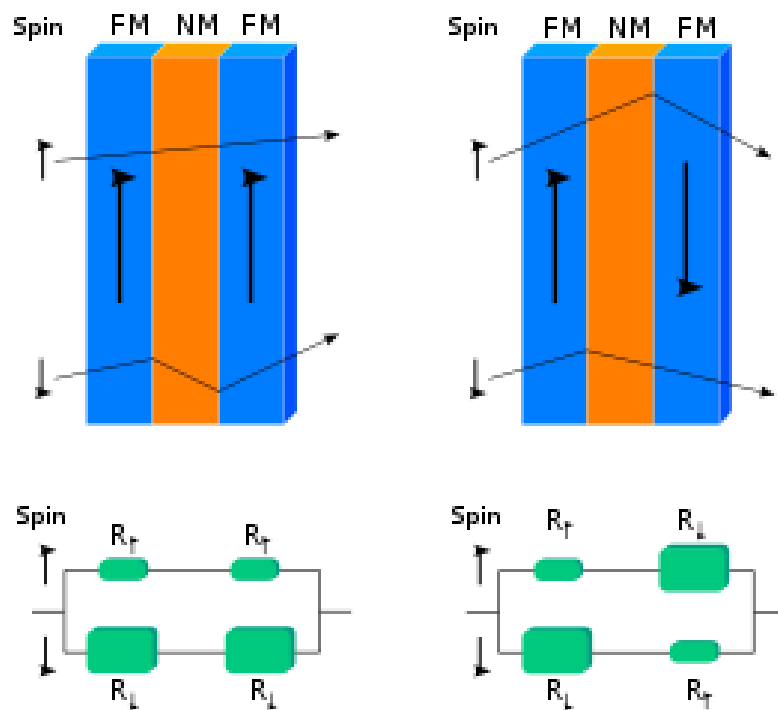 Spin FM NM FM
Spin FM NM FM
Spin
R↑ R↑
R↓ R↓
Spin
R↑ R↓
R↓ R↑